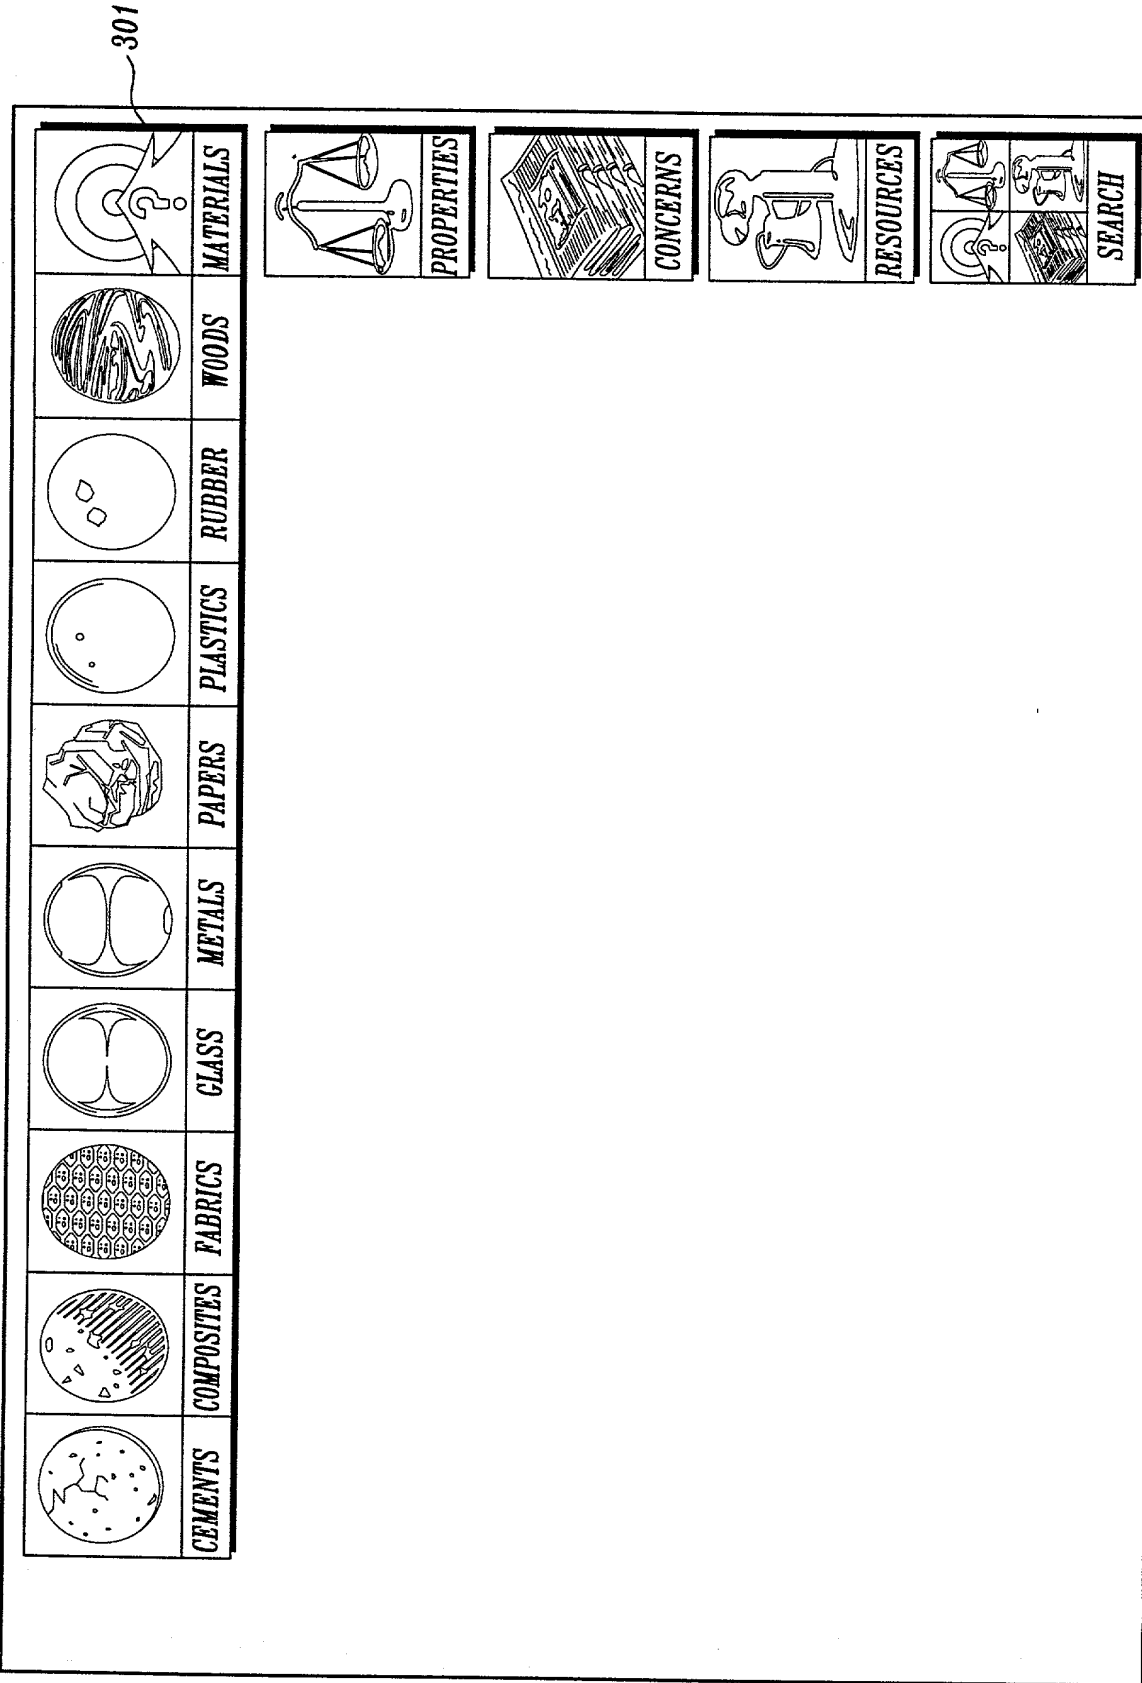 301
CEMENTS
COMPOSITES
FABRICS
GLASS
METALS
PAPERS
PLASTICS
RUBBER
WOODS
MATERIALS
PROPERTIES
CONCERNS
RESOURCES
SEARCH